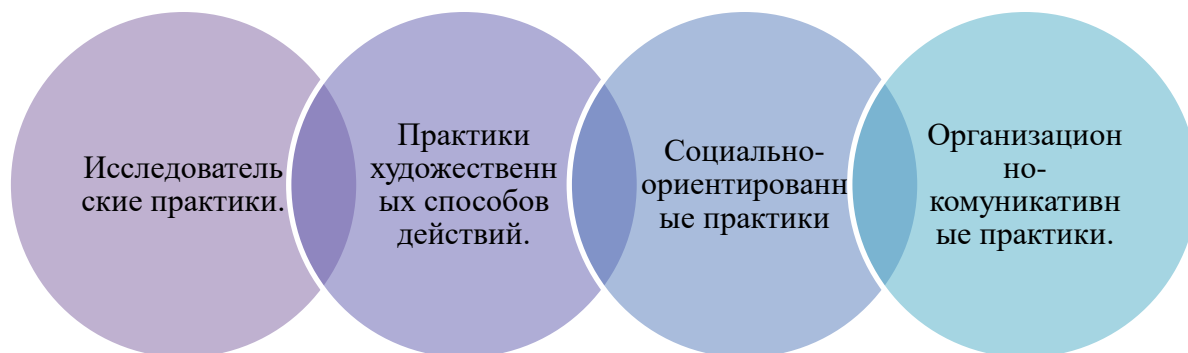 Исследователь
ские практики.
Практики
художественн
ых способов
действий.
Социально-
ориентированн
ые практики
Организацион
но-
комуникативн
ые практики.